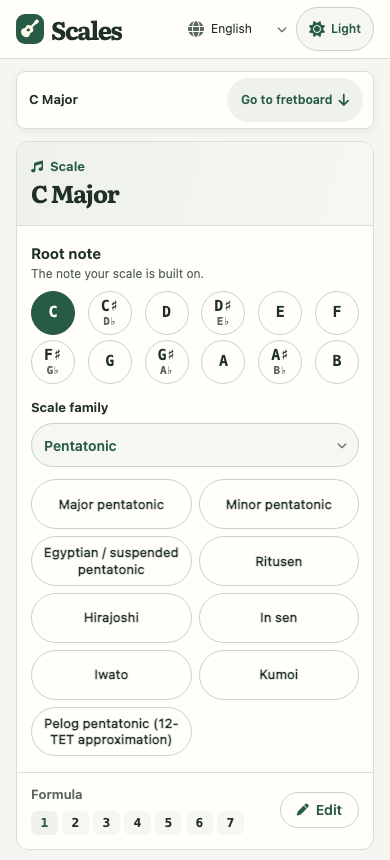 Scales
English
Light
C Major
Go to fretboard
Scale
C Major
Root note
The note your scale is built on.
C
C♯
D♭
D
D♯
E♭
E
F
F♯
G♭
G
G♯
A♭
A
A♯
B♭
B
Scale family
Pentatonic
Major pentatonic
Minor pentatonic
Egyptian / suspended
pentatonic
Ritusen
Hirajoshi
In sen
Iwato
Kumoi
Pelog pentatonic (12-
TET approximation)
Formula
1 2 3 4 5 6 7
Edit